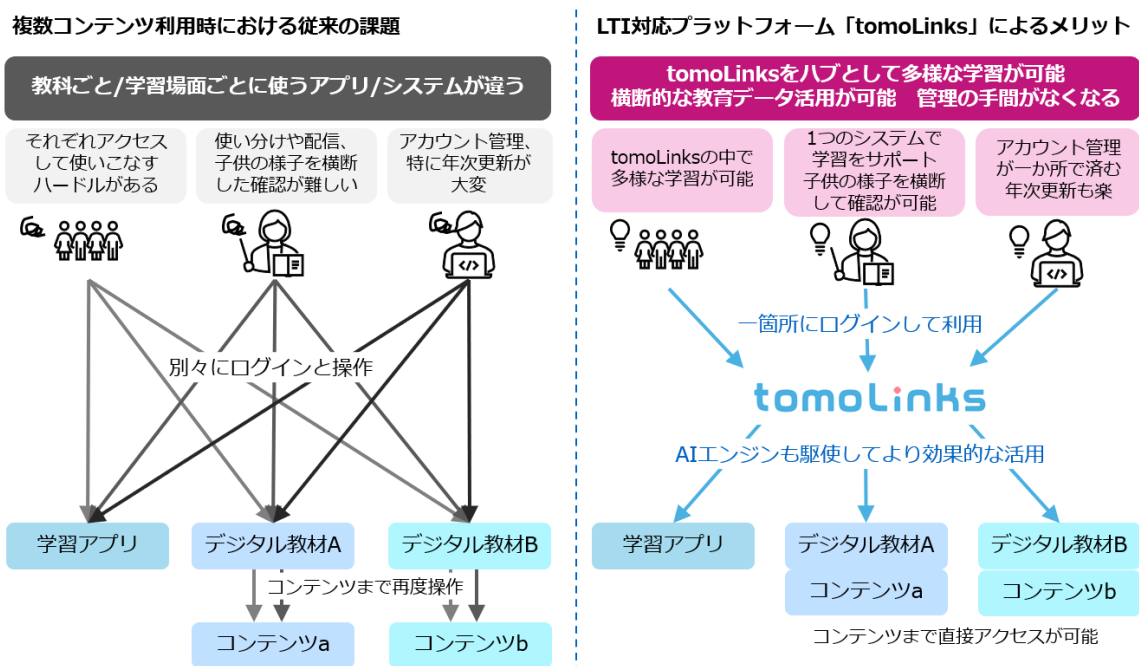 複数コンテンツ利用時における従来の課題
教科ごと/学習場面ごとに使うアプリ/システムが違う
それぞれアクセス
して使いこなす
ハードルがある
使い分けや配信、
子供の様子を横断
した確認が難しい
アカウント管理、
特に年次更新が
大変
別々にログインと操作
学習アプリ
デジタル教材A
デジタル教材B
コンテンツまで再度操作
コンテンツa
コンテンツb
LTI対応プラットフォーム「tomoLinks」によるメリット
tomoLinksをハブとして多様な学習が可能
横断的な教育データ活用が可能 管理の手間がなくなる
tomoLinksの中で
多様な学習が可能
1つのシステムで
学習をサポート
子供の様子を横断
して確認が可能
アカウント管理
が一か所で済む
年次更新も楽
一箇所にログインして利用
tomoLinks
AIエンジンも駆使してより効果的な活用
学習アプリ
デジタル教材A
デジタル教材B
コンテンツa
コンテンツb
コンテンツまで直接アクセスが可能